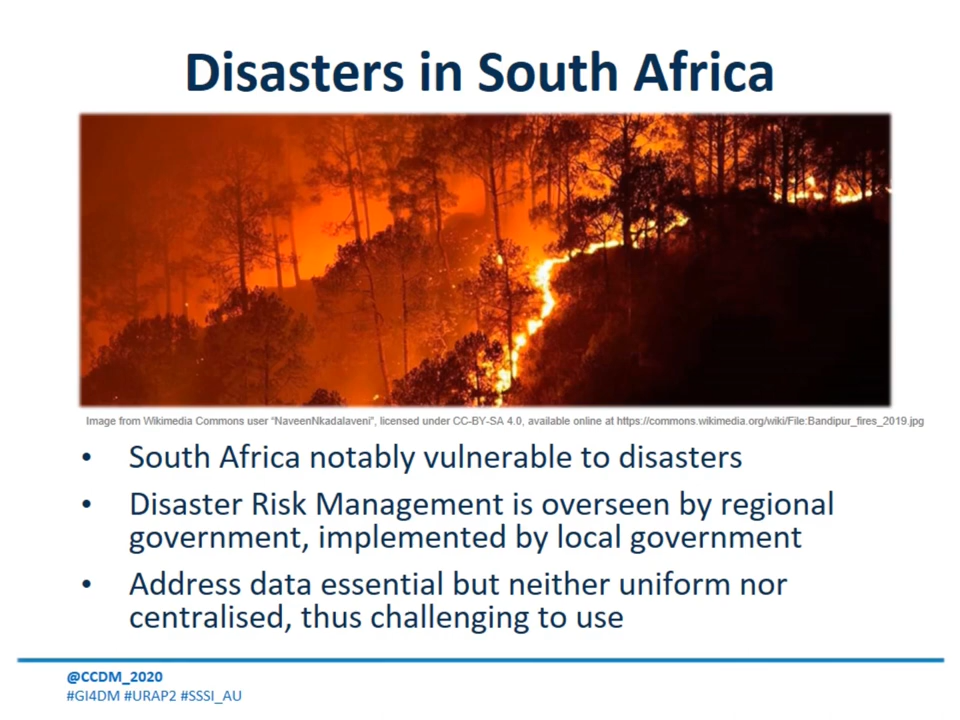 Disasters in South Africa
Image from Wikimedia Commons user “NaveenNkadalaveni”, licensed under CC-BY-SA 4.0, available online at https://commons.wikimedia.org/wiki/File:Bandipur_fires_2019.jpg
• South Africa notably vulnerable to disasters
• Disaster Risk Management is overseen by regional
government, implemented by local government
• Address data essential but neither uniform nor
centralised, thus challenging to use
@CCDM_2020
#GI4DM #URAP2 #SSSI_AU